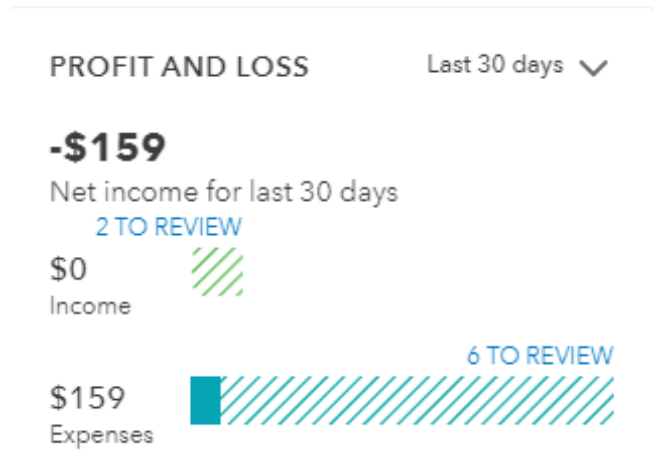 PROFIT AND LOSS Last 30 days
-$159
Net income for last 30 days
2 TO REVIEW
$0
Income
6 TO REVIEW
$159
Expenses